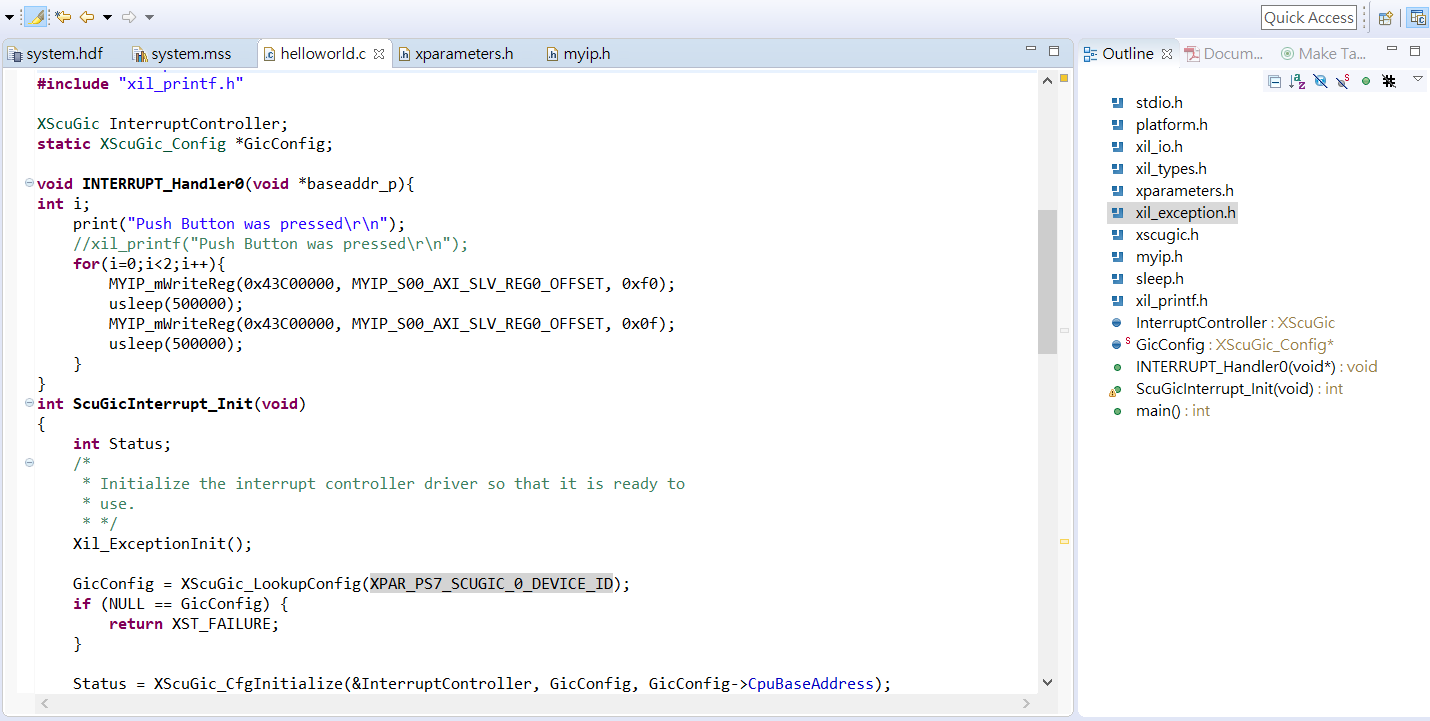 Quick Access
system.hdf
system.mss
helloworld.c
xparameters.h
myip.h
#include "xil_printf.h"
XScuGic InterruptController;
static XScuGic_Config *GicConfig;
void INTERRUPT_Handler0(void *baseaddr_p){
int i;
print("Push Button was pressed\r\n");
//xil_printf("Push Button was pressed\r\n");
for(i=0;i<2;i++){
MYIP_mWriteReg(0x43C00000, MYIP_S00_AXI_SLV_REG0_OFFSET, 0xf0);
usleep(500000);
MYIP_mWriteReg(0x43C00000, MYIP_S00_AXI_SLV_REG0_OFFSET, 0x0f);
usleep(500000);
}
}
int ScuGicInterrupt_Init(void)
{
int Status;
/*
* Initialize the interrupt controller driver so that it is ready to
* use.
* */
Xil_ExceptionInit();
GicConfig = XScuGic_LookupConfig(XPAR_PS7_SCUGIC_0_DEVICE_ID);
if (NULL == GicConfig) {
return XST_FAILURE;
}
Status = XScuGic_CfgInitialize(&InterruptController, GicConfig, GicConfig->CpuBaseAddress);
Outline
Docum...
Make Ta...
stdio.h
platform.h
xil_io.h
xil_types.h
xparameters.h
xil_exception.h
xscugic.h
myip.h
sleep.h
xil_printf.h
InterruptController : XScuGic
GicConfig : XScuGic_Config*
INTERRUPT_Handler0(void*) : void
ScuGicInterrupt_Init(void) : int
main() : int